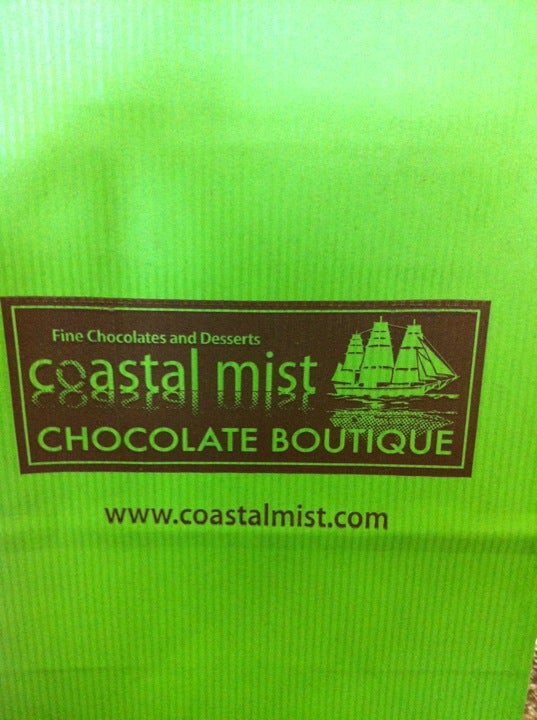 Fine Chocolates and Desserts
coastal mist
CHOCOLATE BOUTIQUE
www.coastalmist.com